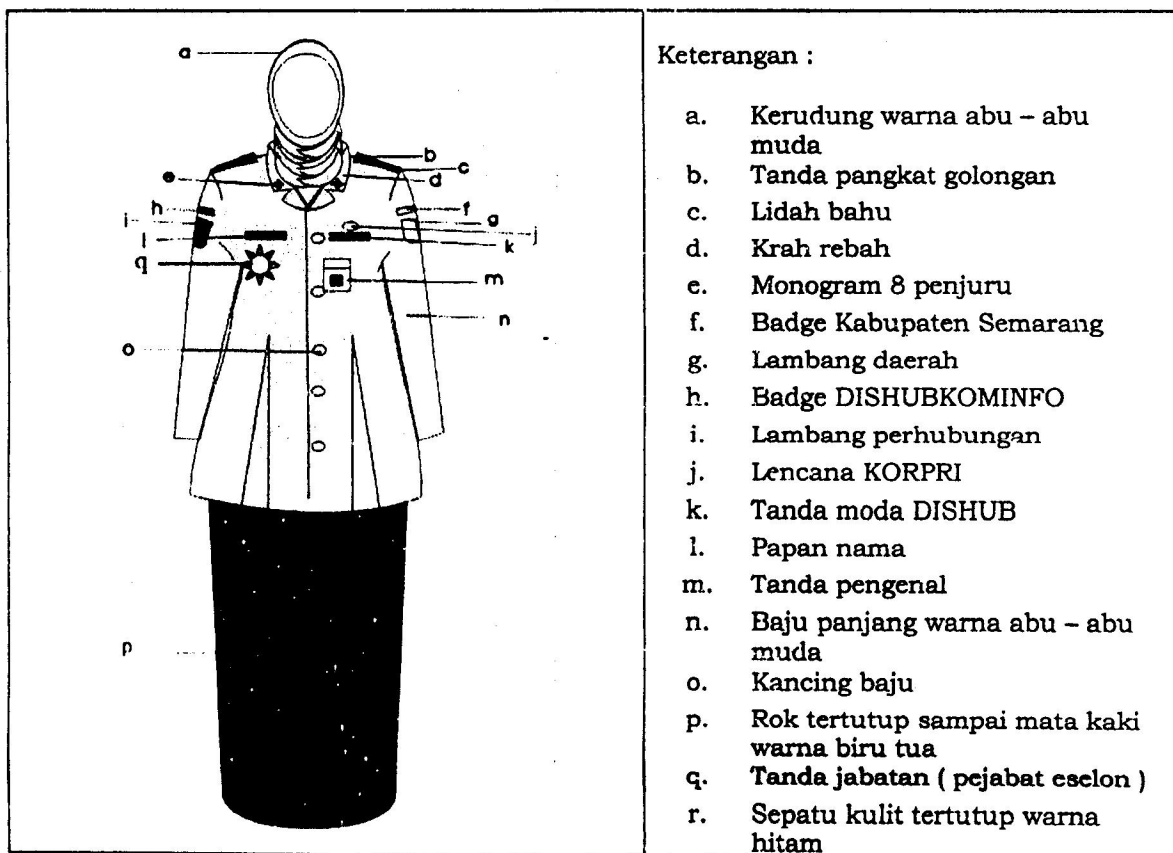 a
b
c
e
d
h
f
i
g
j
l
k
q
m
n
o
p
Keterangan :
a. Kerudung warna abu – abu
muda
b. Tanda pangkat golongan
c. Lidah bahu
d. Krah rebah
e. Monogram 8 penjuru
f. Badge Kabupaten Semarang
g. Lambang daerah
h. Badge DISHUBKOMINFO
i. Lambang perhubungan
j. Lencana KORPRI
k. Tanda moda DISHUB
l. Papan nama
m. Tanda pengenal
n. Baju panjang warna abu – abu
muda
o. Kancing baju
p. Rok tertutup sampai mata kaki
warna biru tua
q. Tanda jabatan ( pejabat eselon )
r. Sepatu kulit tertutup warna
hitam